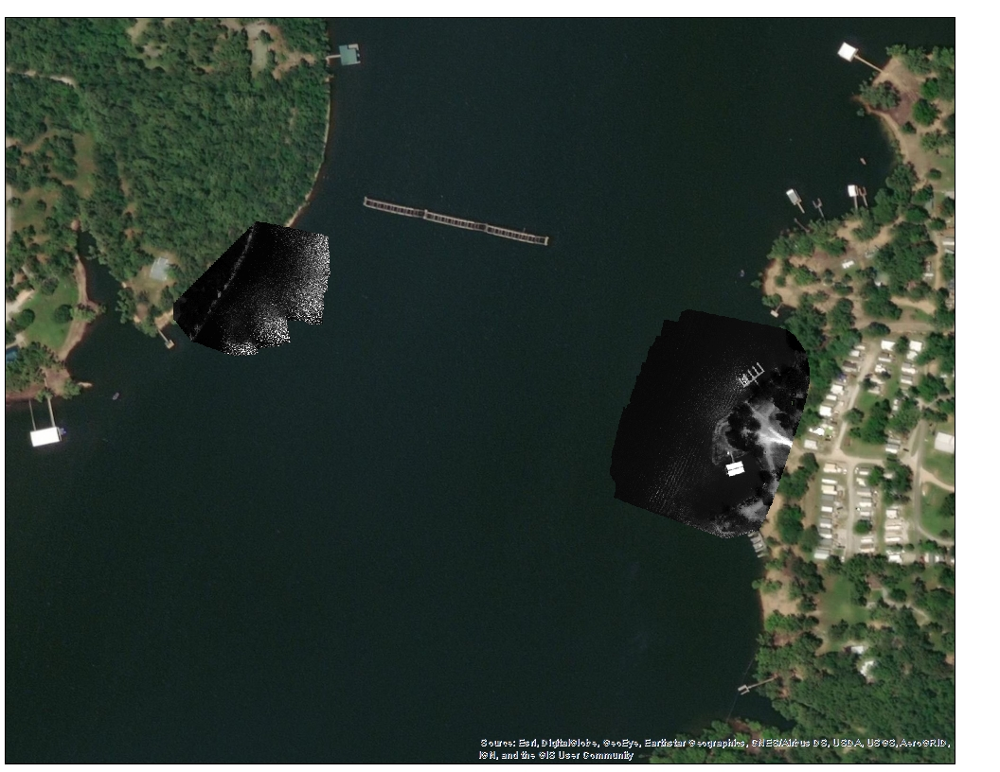 Source: Esri, DigitalGlobe, GeoEye, Earthstar Geographics, CNES/Airbus DS, USDA, USGS, AeroGRID,
IGN, and the GIS User Community